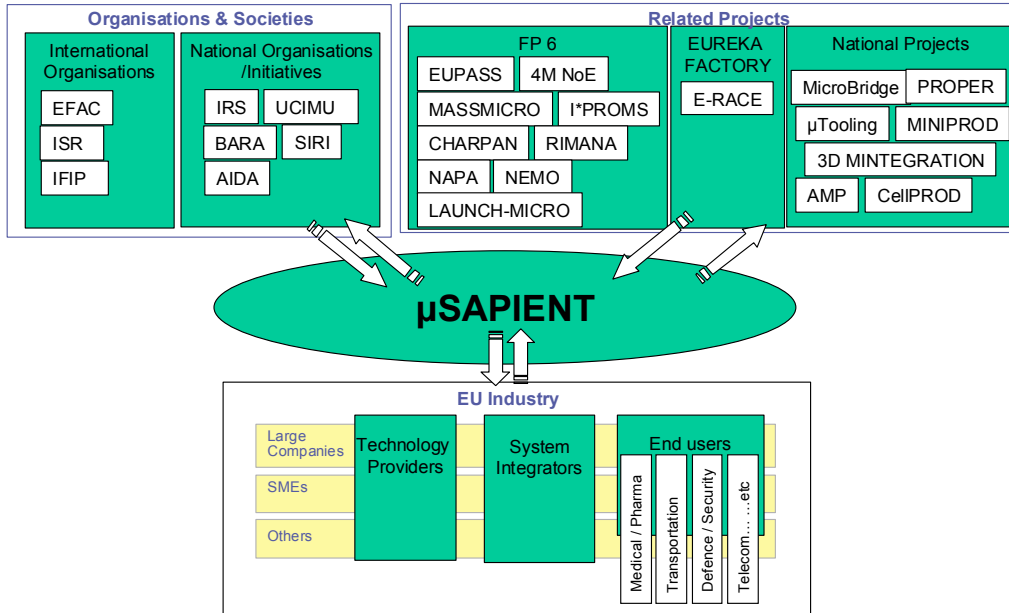 Organisations & Societies
International
Organisations
EFAC
ISR
IFIP
National Organisations
/Initiatives
IRS
UCIMU
BARA
SIRI
AIDA
Related Projects
FP 6
EUPASS
4M NoE
MASSMICRO
I*PROMS
CHARPAN
RIMANA
NAPA
NEMO
LAUNCH-MICRO
EUREKA
FACTORY
E-RACE
National Projects
MicroBridge
PROPER
µTooling
MINIPROD
3D MINTEGRATION
AMP
CellPROD
µSAPIENT
EU Industry
Large
Companies
SMEs
Others
Technology
Providers
System
Integrators
End users
Medical / Pharma
Transportation
Defence / Security
Telecom... ...etc